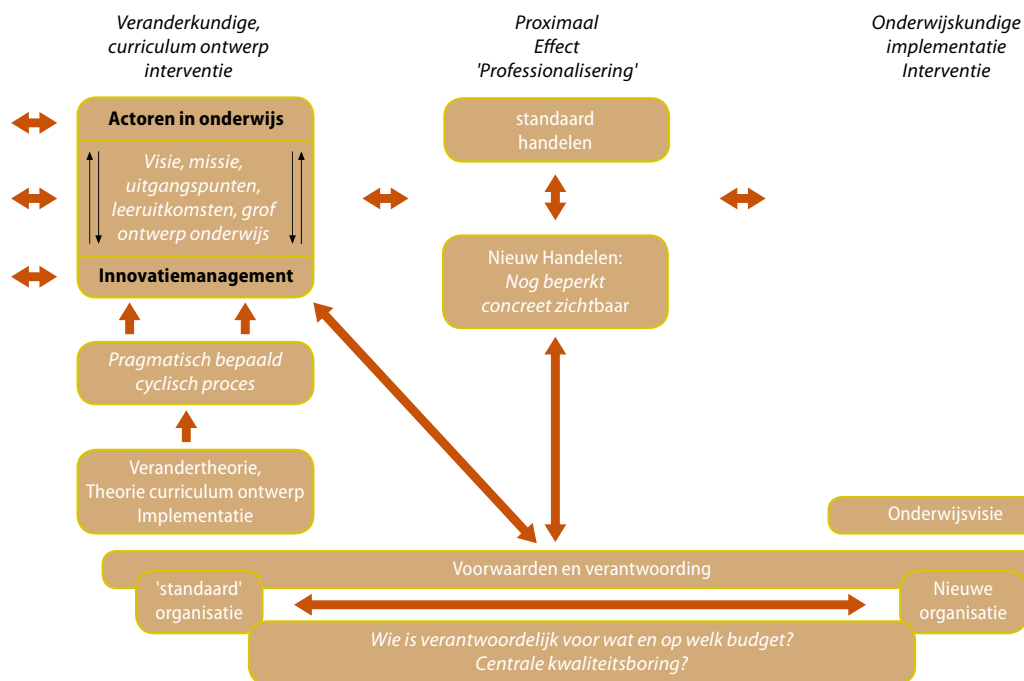 Veranderkundige,
curriculum ontwerp
interventie
Proximaal
Effect
'Professionalisering'
Onderwijskundige
implementatie
Interventie
Actoren in onderwijs
Visie, missie,
uitgangspunten,
leeruitkomsten, grof
ontwerp onderwijs
Innovatiemanagement
standaard
handelen
Nieuw Handelen:
Nog beperkt
concreet zichtbaar
Pragmatisch bepaald
cyclisch proces
Verandertheorie,
Theorie curriculum ontwerp
Implementatie
Onderwijsvisie
Voorwaarden en verantwoording
'standaard'
organisatie
Nieuwe
organisatie
Wie is verantwoordelijk voor wat en op welk budget?
Centrale kwaliteitsboring?